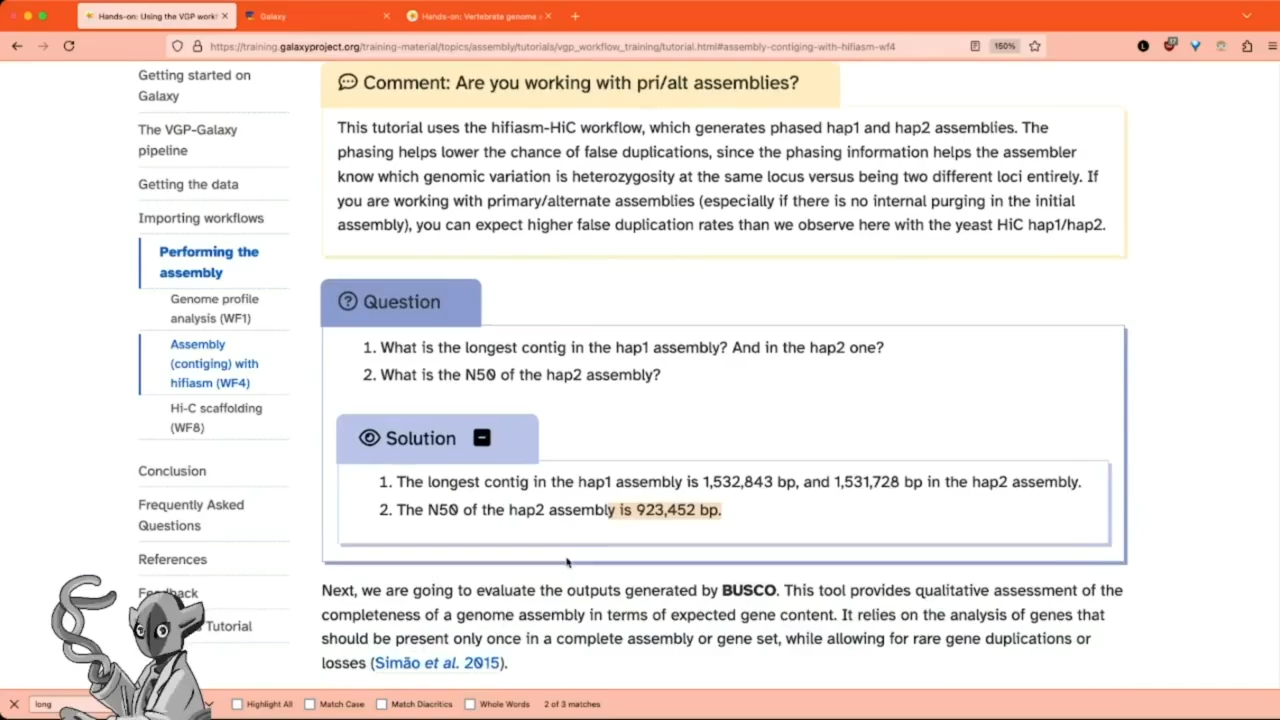 Hands-on: Using the VGP workf
Galaxy
Hands-on: Vertebrate genome a
https://training.galaxyproject.org/training-material/topics/assembly/tutorials/vgp_workflow_training/tutorial.html#assembly-contiging-with-hifiasm-wf4
150%
Getting started on
Galaxy
The VGP-Galaxy
pipeline
Getting the data
Importing workflows
Performing the
assembly
Genome profile
analysis (WF1)
Assembly
(contiging) with
hifiasm (WF4)
Hi-C scaffolding
(WF8)
Conclusion
Frequently Asked
Questions
References
Feedback
Tutorial
Comment: Are you working with pri/alt assemblies?
This tutorial uses the hifiasm-HiC workflow, which generates phased hap1 and hap2 assemblies. The
phasing helps lower the chance of false duplications, since the phasing information helps the assembler
know which genomic variation is heterozygosity at the same locus versus being two different loci entirely. If
you are working with primary/alternate assemblies (especially if there is no internal purging in the initial
assembly), you can expect higher false duplication rates than we observe here with the yeast HiC hap1/hap2.
Question
1. What is the longest contig in the hap1 assembly? And in the hap2 one?
2. What is the N50 of the hap2 assembly?
Solution
1. The longest contig in the hap1 assembly is 1,532,843 bp, and 1,531,728 bp in the hap2 assembly.
2. The N50 of the hap2 assembly is 923,452 bp.
Next, we are going to evaluate the outputs generated by BUSCO. This tool provides qualitative assessment of the
completeness of a genome assembly in terms of expected gene content. It relies on the analysis of genes that
should be present only once in a complete assembly or gene set, while allowing for rare gene duplications or
losses (Simão et al. 2015).
long
Highlight All
Match Case
Match Diacritics
Whole Words
2 of 3 matches